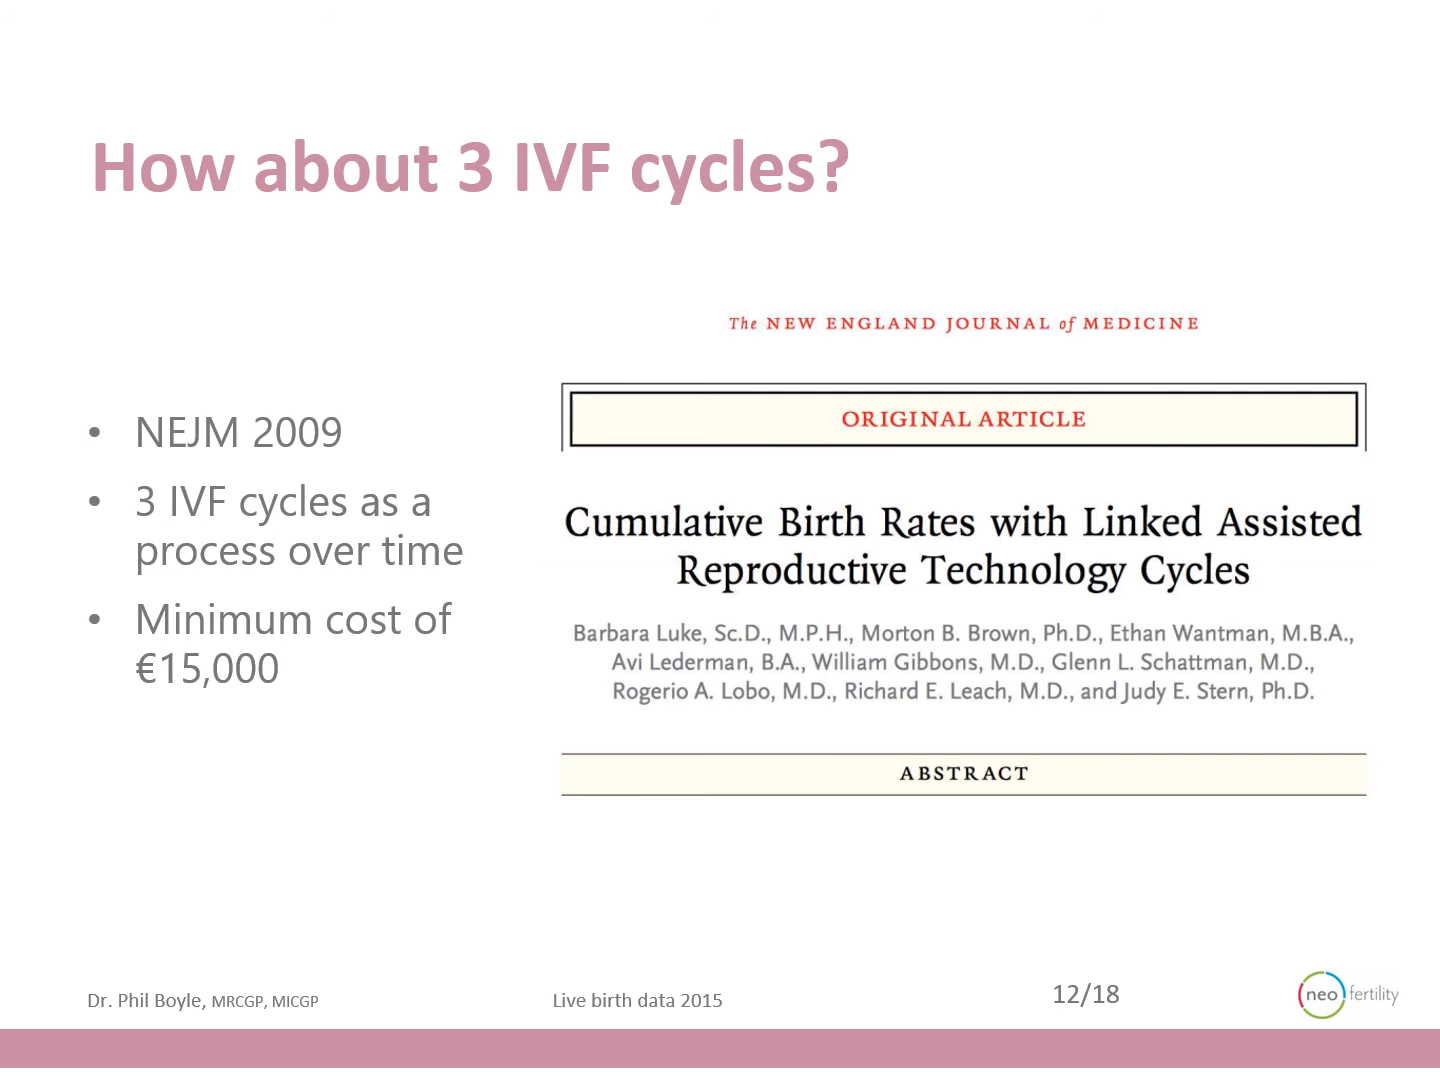 How about 3 IVF cycles?
• NEJM 2009
• 3 IVF cycles as a
process over time
• Minimum cost of
€15,000
The NEW ENGLAND JOURNAL of MEDICINE
ORIGINAL ARTICLE
Cumulative Birth Rates with Linked Assisted
Reproductive Technology Cycles
Barbara Luke, Sc.D., M.P.H., Morton B. Brown, Ph.D., Ethan Wantman, M.B.A.,
Avi Lederman, B.A., William Gibbons, M.D., Glenn L. Schattman, M.D.,
Rogerio A. Lobo, M.D., Richard E. Leach, M.D., and Judy E. Stern, Ph.D.
ABSTRACT
Dr. Phil Boyle, MRCGP, MICGP
Live birth data 2015
12/18
neo fertility